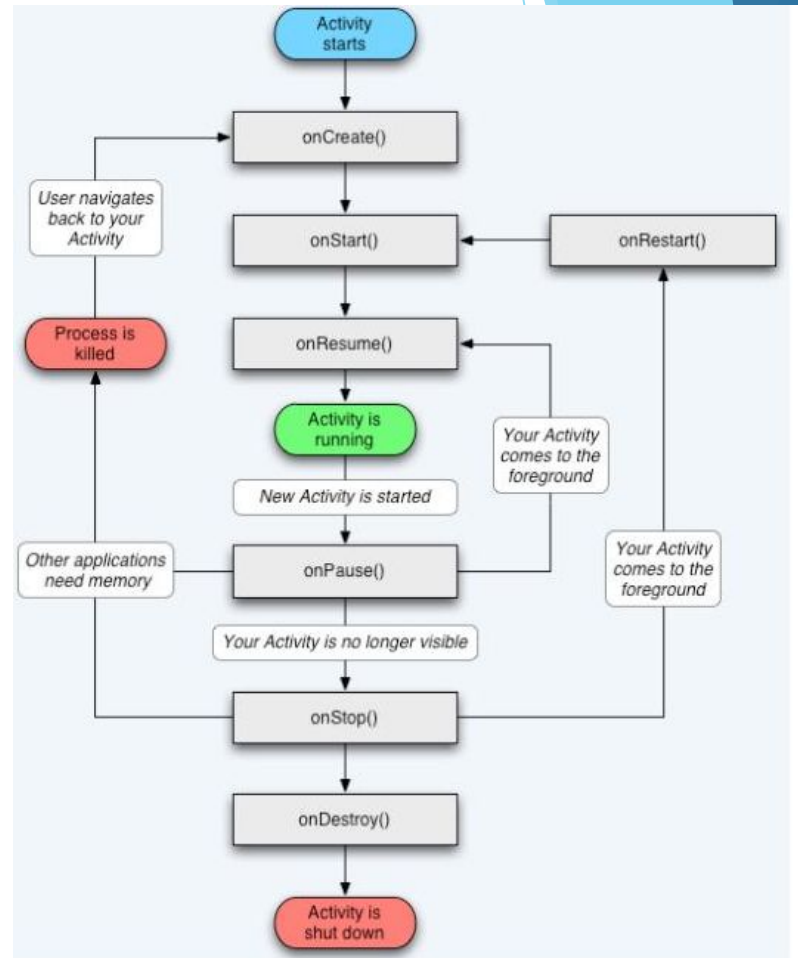 Activity
starts
onCreate()
User navigates
back to your
Activity
onStart()
onRestart()
Process is
killed
onResume()
Activity is
running
Your Activity
comes to the
foreground
New Activity is started
Other applications
need memory
onPause()
Your Activity
comes to the
foreground
Your Activity is no longer visible
onStop()
onDestroy()
Activity is
shut down